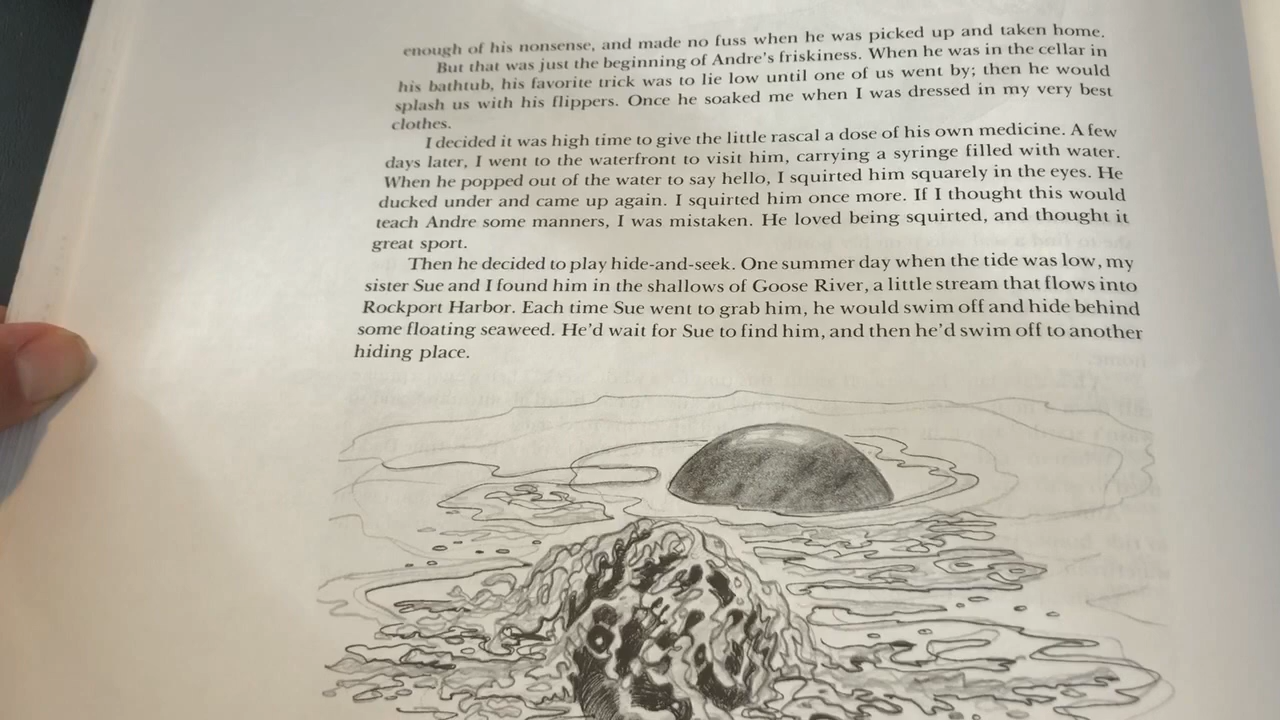 enough of his nonsense, and made no fuss when he was picked up and taken home.
But that was just the beginning of Andre's friskiness. When he was in the cellar in
his bathtub, his favorite trick was to lie low until one of us went by; then he would
splash us with his flippers. Once he soaked me when I was dressed in my very best
clothes.
I decided it was high time to give the little rascal a dose of his own medicine. A few
days later, I went to the waterfront to visit him, carrying a syringe filled with water.
When he popped out of the water to say hello, I squirted him squarely in the eyes. He
ducked under and came up again. I squirted him once more. If I thought this would
teach Andre some manners, I was mistaken. He loved being squirted, and thought it
great sport.
Then he decided to play hide-and-seek. One summer day when the tide was low, my
sister Sue and I found him in the shallows of Goose River, a little stream that flows into
Rockport Harbor. Each time Sue went to grab him, he would swim off and hide behind
some floating seaweed. He'd wait for Sue to find him, and then he'd swim off to another
hiding place.